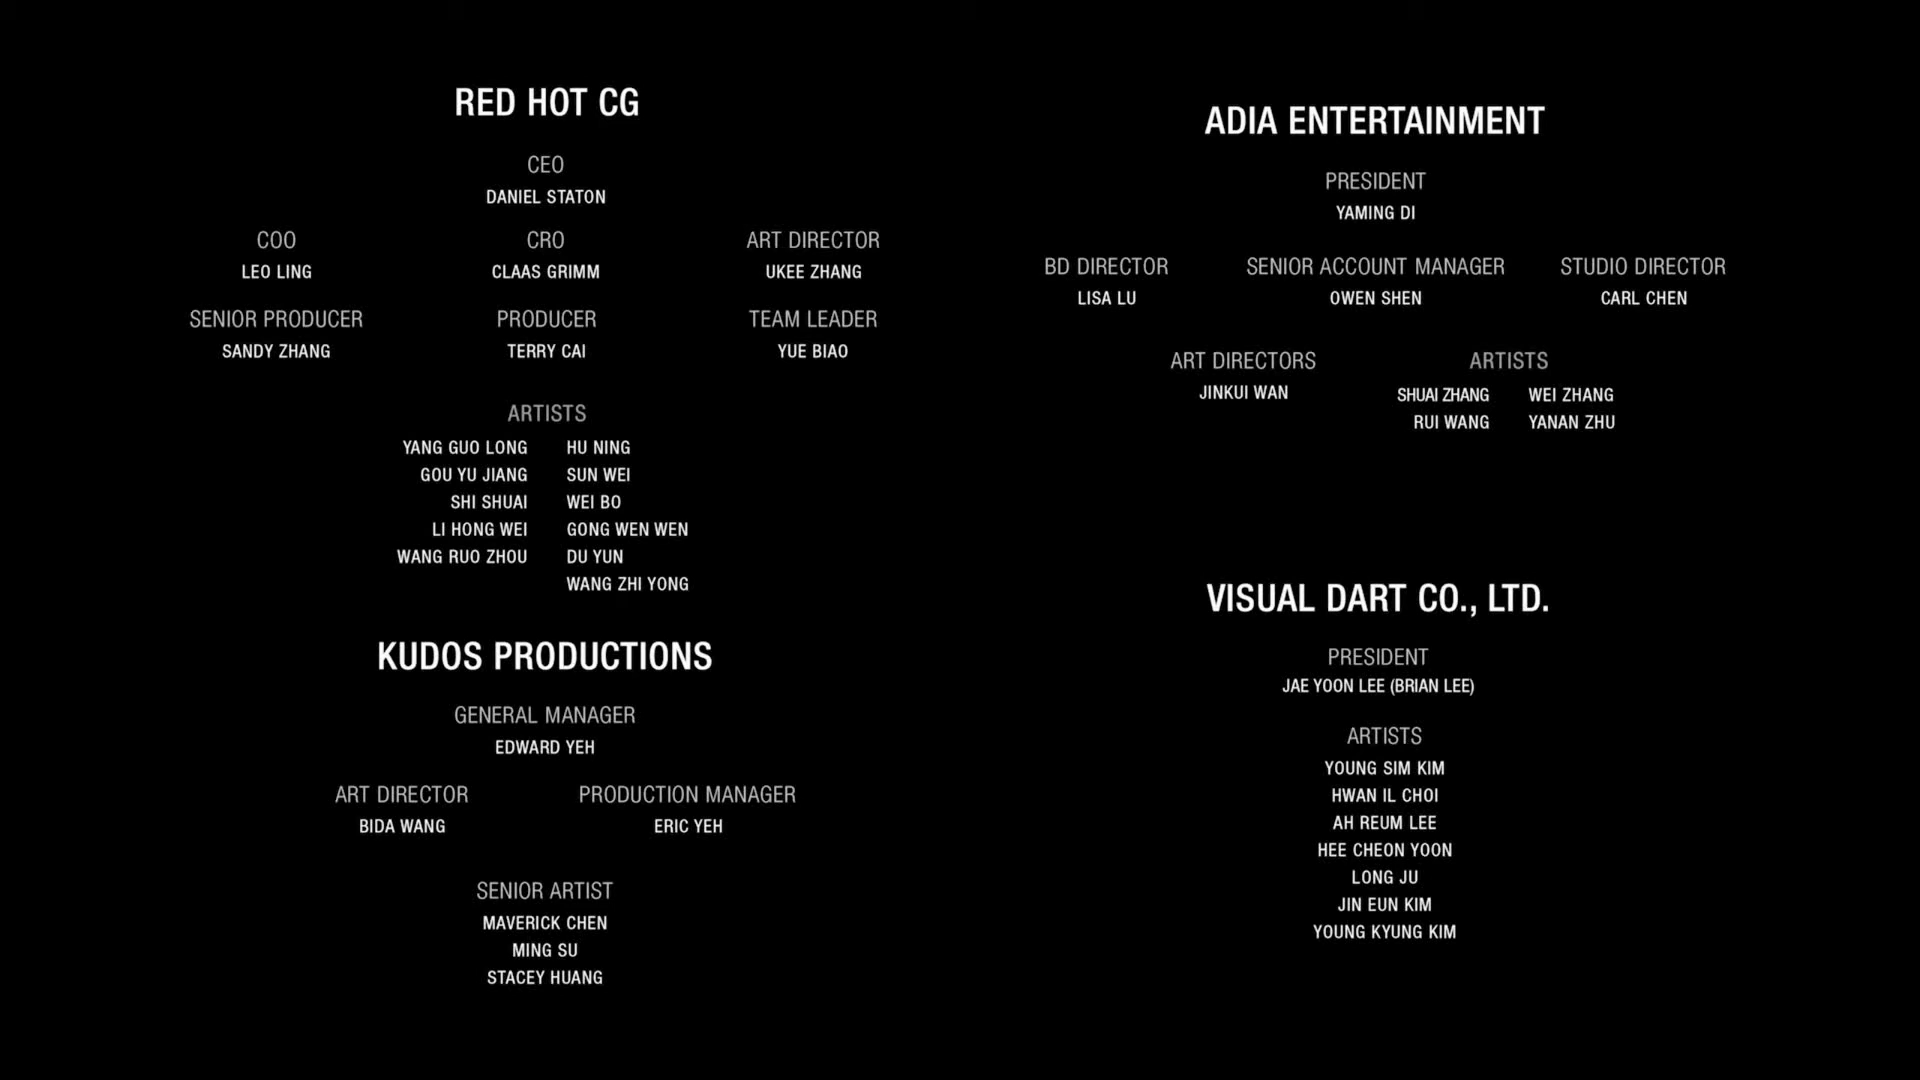 RED HOT CG
CEO
DANIEL STATON
COO CRO ART DIRECTOR
LEO LING CLAAS GRIMM UKEE ZHANG
SENIOR PRODUCER PRODUCER TEAM LEADER
SANDY ZHANG TERRY CAI YUE BIAO
ARTISTS
YANG GUO LONG HU NING
GOU YU JIANG SUN WEI
SHI SHUAI WEI BO
LI HONG WEI GONG WEN WEN
WANG RUO ZHOU DU YUN
WANG ZHI YONG
KUDOS PRODUCTIONS
GENERAL MANAGER
EDWARD YEH
ART DIRECTOR PRODUCTION MANAGER
BIDA WANG ERIC YEH
SENIOR ARTIST
MAVERICK CHEN
MING SU
STACEY HUANG
ADIA ENTERTAINMENT
PRESIDENT
YAMING DI
BD DIRECTOR SENIOR ACCOUNT MANAGER STUDIO DIRECTOR
LISA LU OWEN SHEN CARL CHEN
ART DIRECTORS ARTISTS
JINKUI WAN SHUAI ZHANG WEI ZHANG
RUI WANG YANAN ZHU
VISUAL DART CO., LTD.
PRESIDENT
JAE YOON LEE (BRIAN LEE)
ARTISTS
YOUNG SIM KIM
HWAN IL CHOI
AH REUM LEE
HEE CHEON YOON
LONG JU
JIN EUN KIM
YOUNG KYUNG KIM